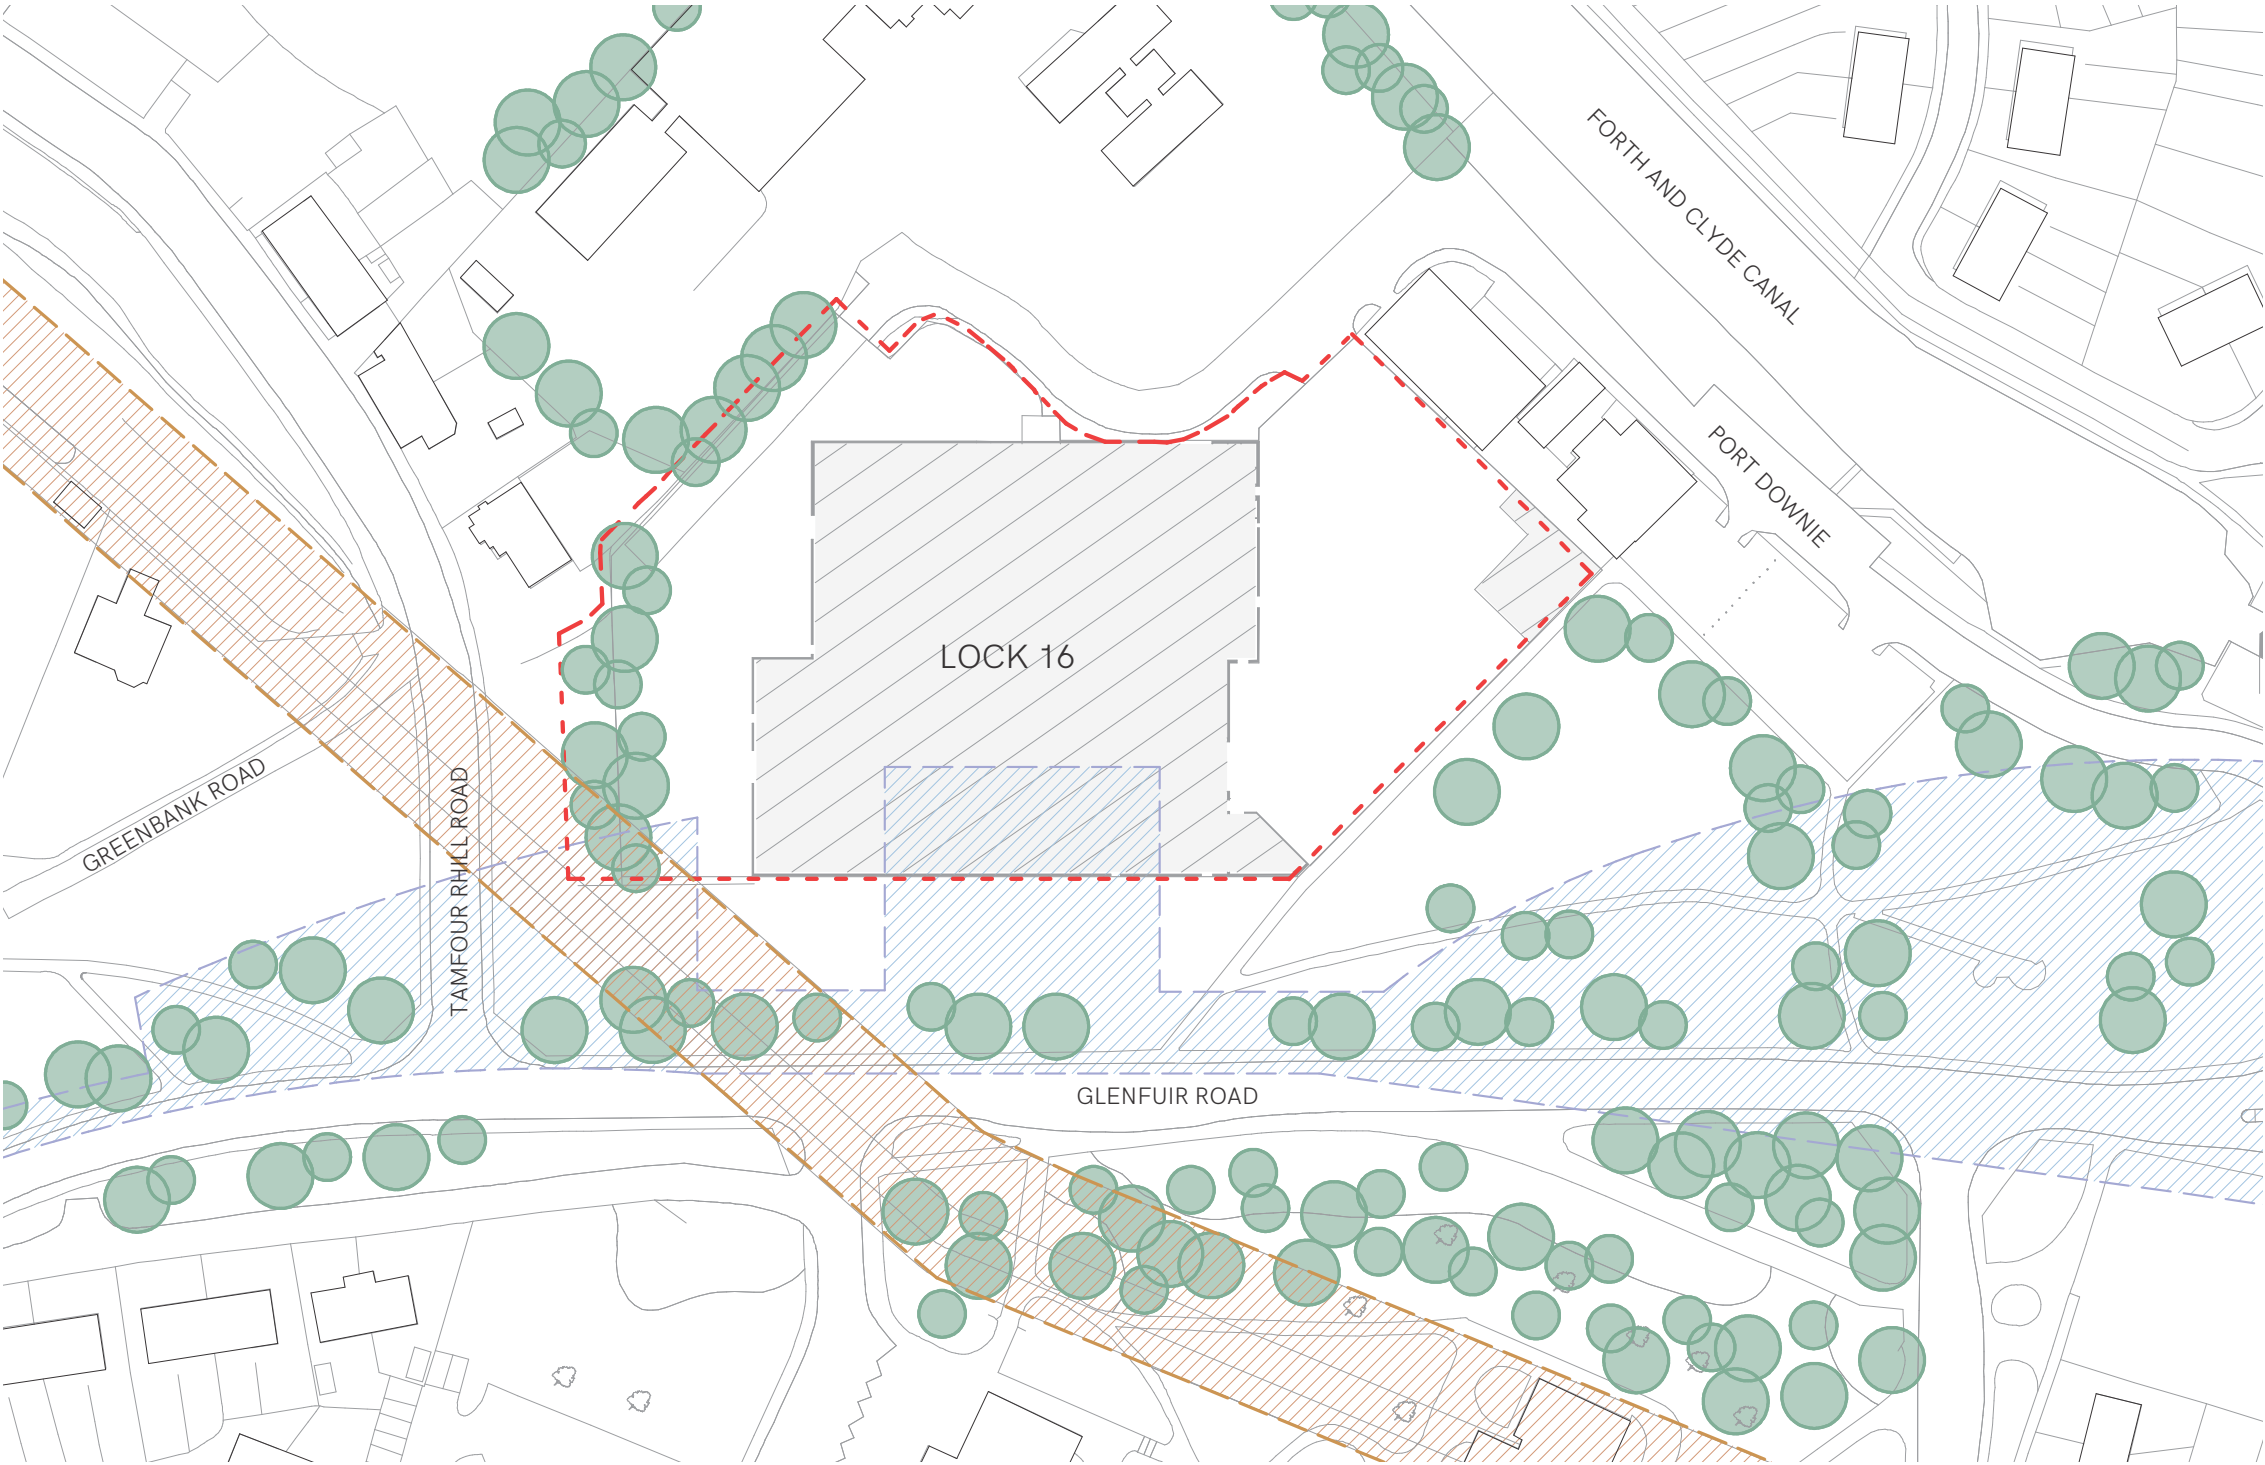 FORTH AND CLYDE CANAL
PORT DOWNIE
LOCK 16
GREENBANK ROAD
TAMFOUR RHILL ROAD
GLENFUIR ROAD